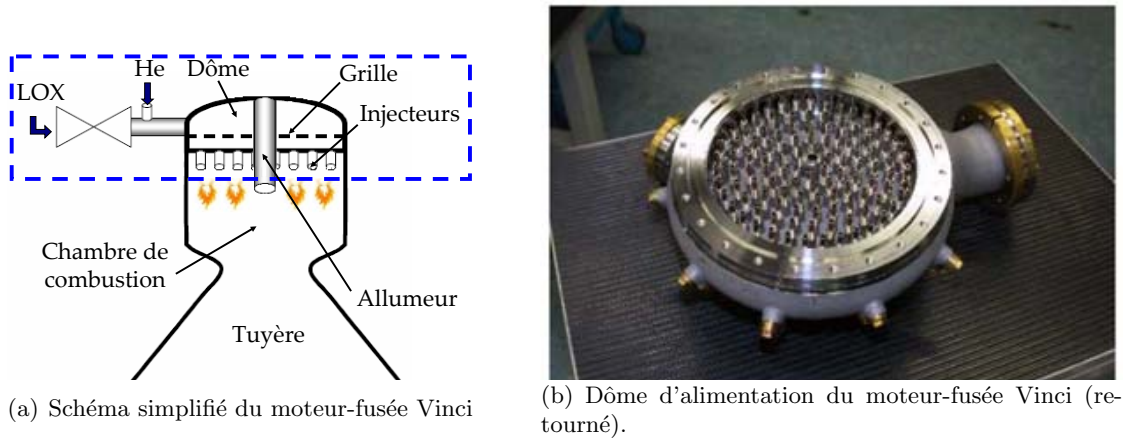 He
Dôme
Grille
LOX
Injecteurs
Chambre de
combustion
Allumeur
Tuyère
(a) Schéma simplifié du moteur-fusée Vinci
(b) Dôme d'alimentation du moteur-fusée Vinci (re-
tourné).